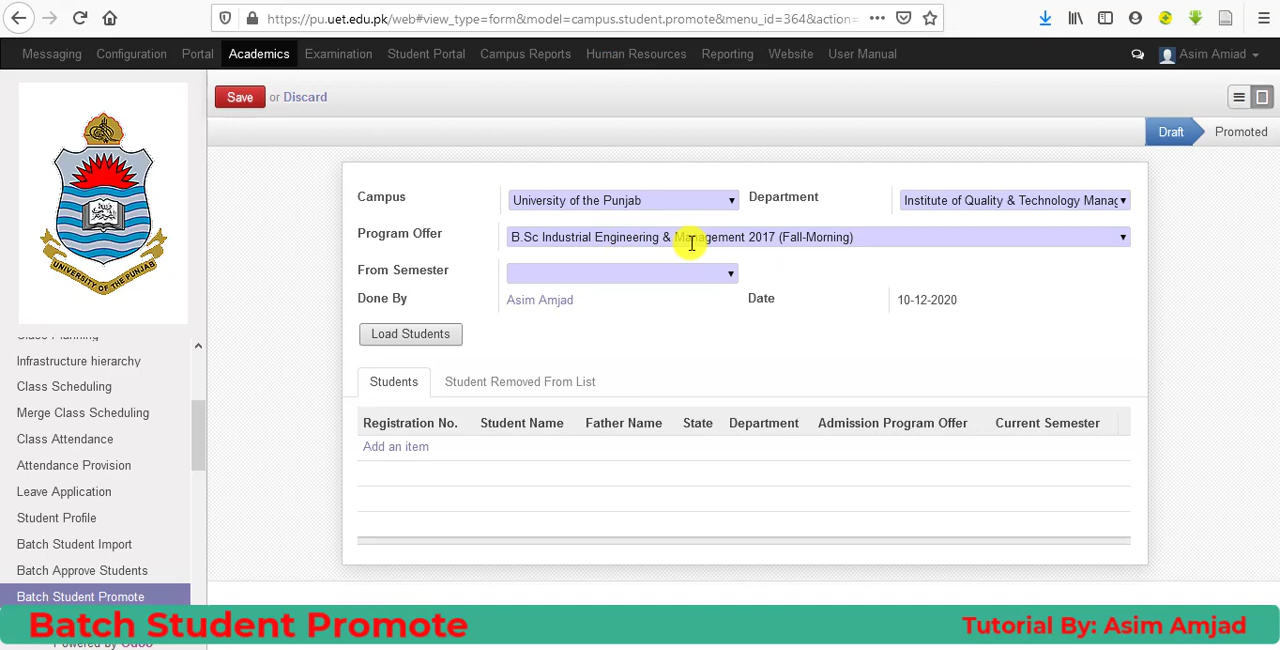 https://pu.uet.edu.pk/web#view_type=form&model=campus.student.promote&menu_id=364&action=
Messaging Configuration Portal Academics Examination Student Portal Campus Reports Human Resources Reporting Website User Manual Asim Amjad
Save or Discard
Draft Promoted
Campus University of the Punjab Department Institute of Quality & Technology Manag
Program Offer B.Sc Industrial Engineering & Management 2017 (Fall-Morning)
From Semester
Done By Asim Amjad Date 10-12-2020
Load Students
Students Student Removed From List
Registration No. Student Name Father Name State Department Admission Program Offer Current Semester
Add an item
UNIVERSITY OF THE PUNJAB
Class Planning
Infrastructure hierarchy
Class Scheduling
Merge Class Scheduling
Class Attendance
Attendance Provision
Leave Application
Student Profile
Batch Student Import
Batch Approve Students
Batch Student Promote
Batch Student Promote
Tutorial By: Asim Amjad
Powered by Odoo